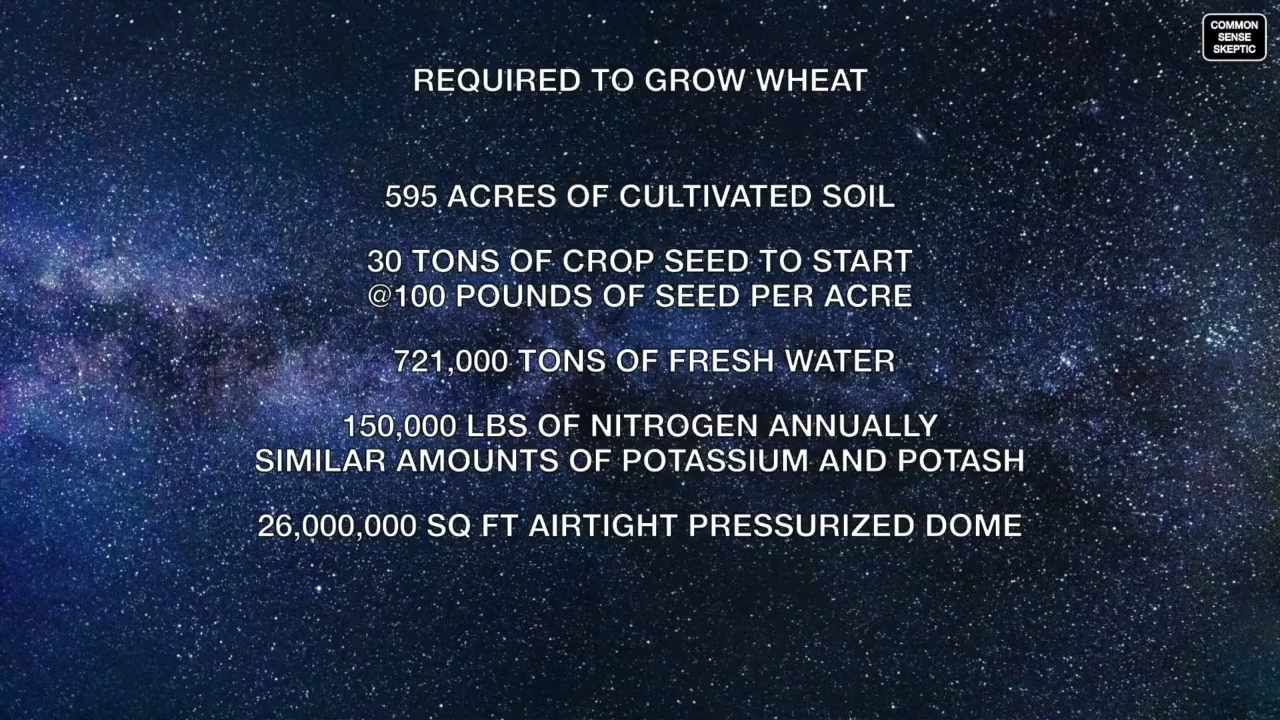 COMMON
SENSE
SKEPTIC
REQUIRED TO GROW WHEAT
595 ACRES OF CULTIVATED SOIL
30 TONS OF CROP SEED TO START
@100 POUNDS OF SEED PER ACRE
721,000 TONS OF FRESH WATER
150,000 LBS OF NITROGEN ANNUALLY
SIMILAR AMOUNTS OF POTASSIUM AND POTASH
26,000,000 SQ FT AIRTIGHT PRESSURIZED DOME